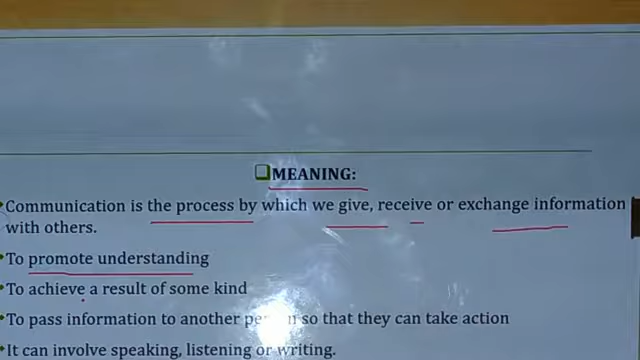 MEANING:
Communication is the process by which we give, receive or exchange information
with others.
To promote understanding
To achieve a result of some kind
To pass information to another so that they can take action
It can involve speaking, listening or writing.